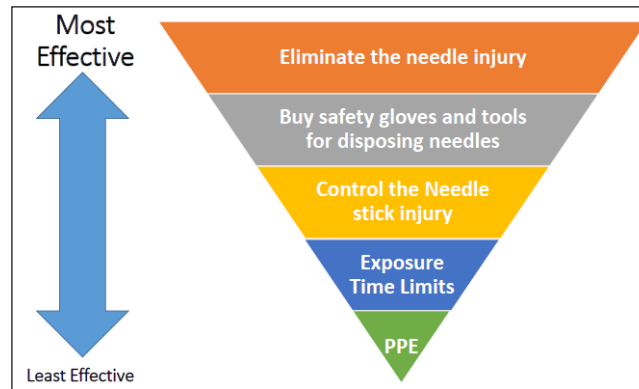 Most
Effective
Eliminate the needle injury
Buy safety gloves and tools
for disposing needles
Control the Needle
stick injury
Exposure
Time Limits
PPE
Least Effective